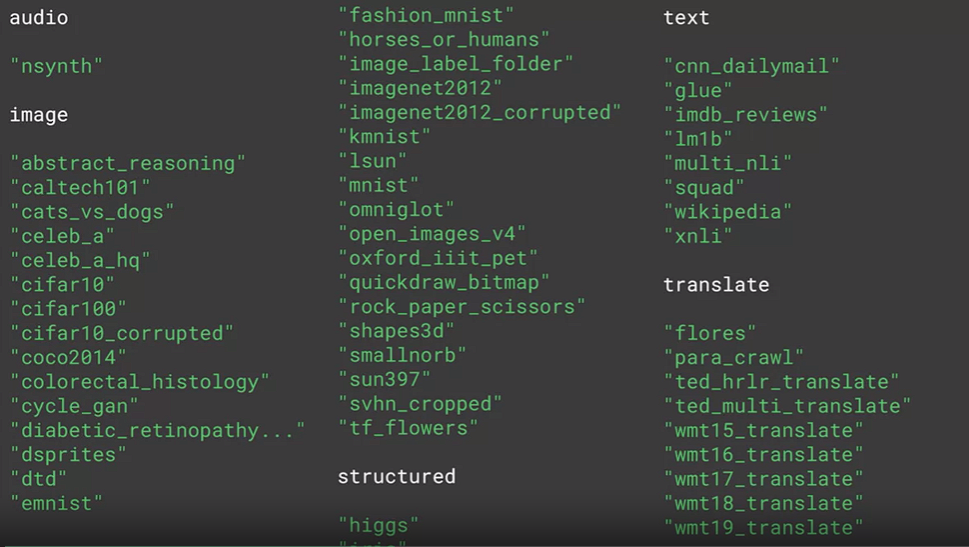 audio
"nsynth"
image
"abstract_reasoning"
"caltech101"
"cats_vs_dogs"
"celeb_a"
"celeb_a_hq"
"cifar10"
"cifar100"
"cifar10_corrupted"
"coco2014"
"colorectal_histology"
"cycle_gan"
"diabetic_retinopathy..."
"dsprites"
"dtd"
"emnist"
"fashion_mnist"
"horses_or_humans"
"image_label_folder"
"imagenet2012"
"imagenet2012_corrupted"
"kmnist"
"lsun"
"mnist"
"omniglot"
"open_images_v4"
"oxford_iiit_pet"
"quickdraw_bitmap"
"rock_paper_scissors"
"shapes3d"
"smallnorb"
"sun397"
"svhn_cropped"
"tf_flowers"
structured
"higgs"
text
"cnn_dailymail"
"glue"
"imdb_reviews"
"lm1b"
"multi_nli"
"squad"
"wikipedia"
"xnli"
translate
"flores"
"para_crawl"
"ted_hrlr_translate"
"ted_multi_translate"
"wmt15_translate"
"wmt16_translate"
"wmt17_translate"
"wmt18_translate"
"wmt19_translate"